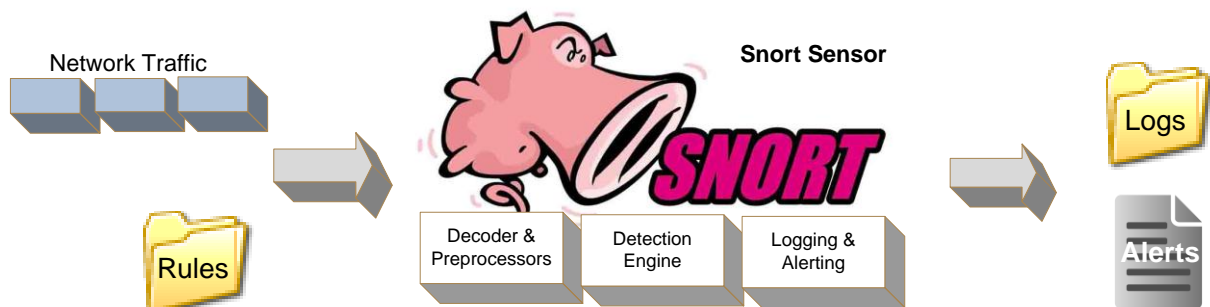 Network Traffic
Rules
Snort Sensor
SNORT
Decoder &
Preprocessors
Detection
Engine
Logging &
Alerting
Logs
Alerts